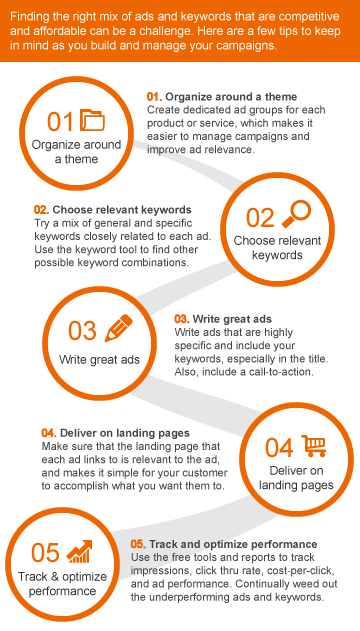 Finding the right mix of ads and keywords that are competitive
and affordable can be a challenge. Here are a few tips to keep
in mind as you build and manage your campaigns.
01
Organize around
a theme
01. Organize around a theme
Create dedicated ad groups for each
product or service, which makes it
easier to manage campaigns and
improve ad relevance.
02. Choose relevant keywords
Try a mix of general and specific
keywords closely related to each ad.
Use the keyword tool to find other
possible keyword combinations.
02
Choose relevant
keywords
03
Write great ads
03. Write great ads
Write ads that are highly
specific and include your
keywords, especially in the title.
Also, include a call-to-action.
04. Deliver on landing pages
Make sure that the landing page that
each ad links to is relevant to the ad,
and makes it simple for your customer
to accomplish what you want them to.
04
Deliver on
landing pages
05
Track & optimize
performance
05. Track and optimize performance
Use the free tools and reports to track
impressions, click thru rate, cost-per-click,
and ad performance. Continually weed out
the underperforming ads and keywords.